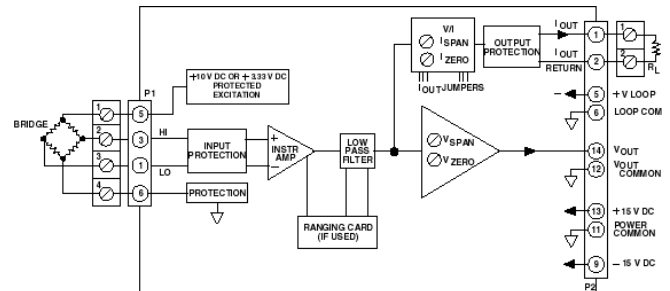 V/I
I SPAN
I ZERO
I OUT JUMPERS
OUTPUT
PROTECTION
I OUT
I OUT
RETURN
1
2
1
2
RL
P1
+10 V DC OR + 3.33 V DC
PROTECTED
EXCITATION
5
+ V LOOP
6
LOOP COM
BRIDGE
1
2
3
4
5
3
1
6
HI
LO
INPUT
PROTECTION
+
−
INSTR
AMP
LOW
PASS
FILTER
V SPAN
V ZERO
14
VOUT
12
VOUT
COMMON
PROTECTION
RANGING CARD
(IF USED)
13
+ 15 V DC
11
POWER
COMMON
9
− 15 V DC
P2